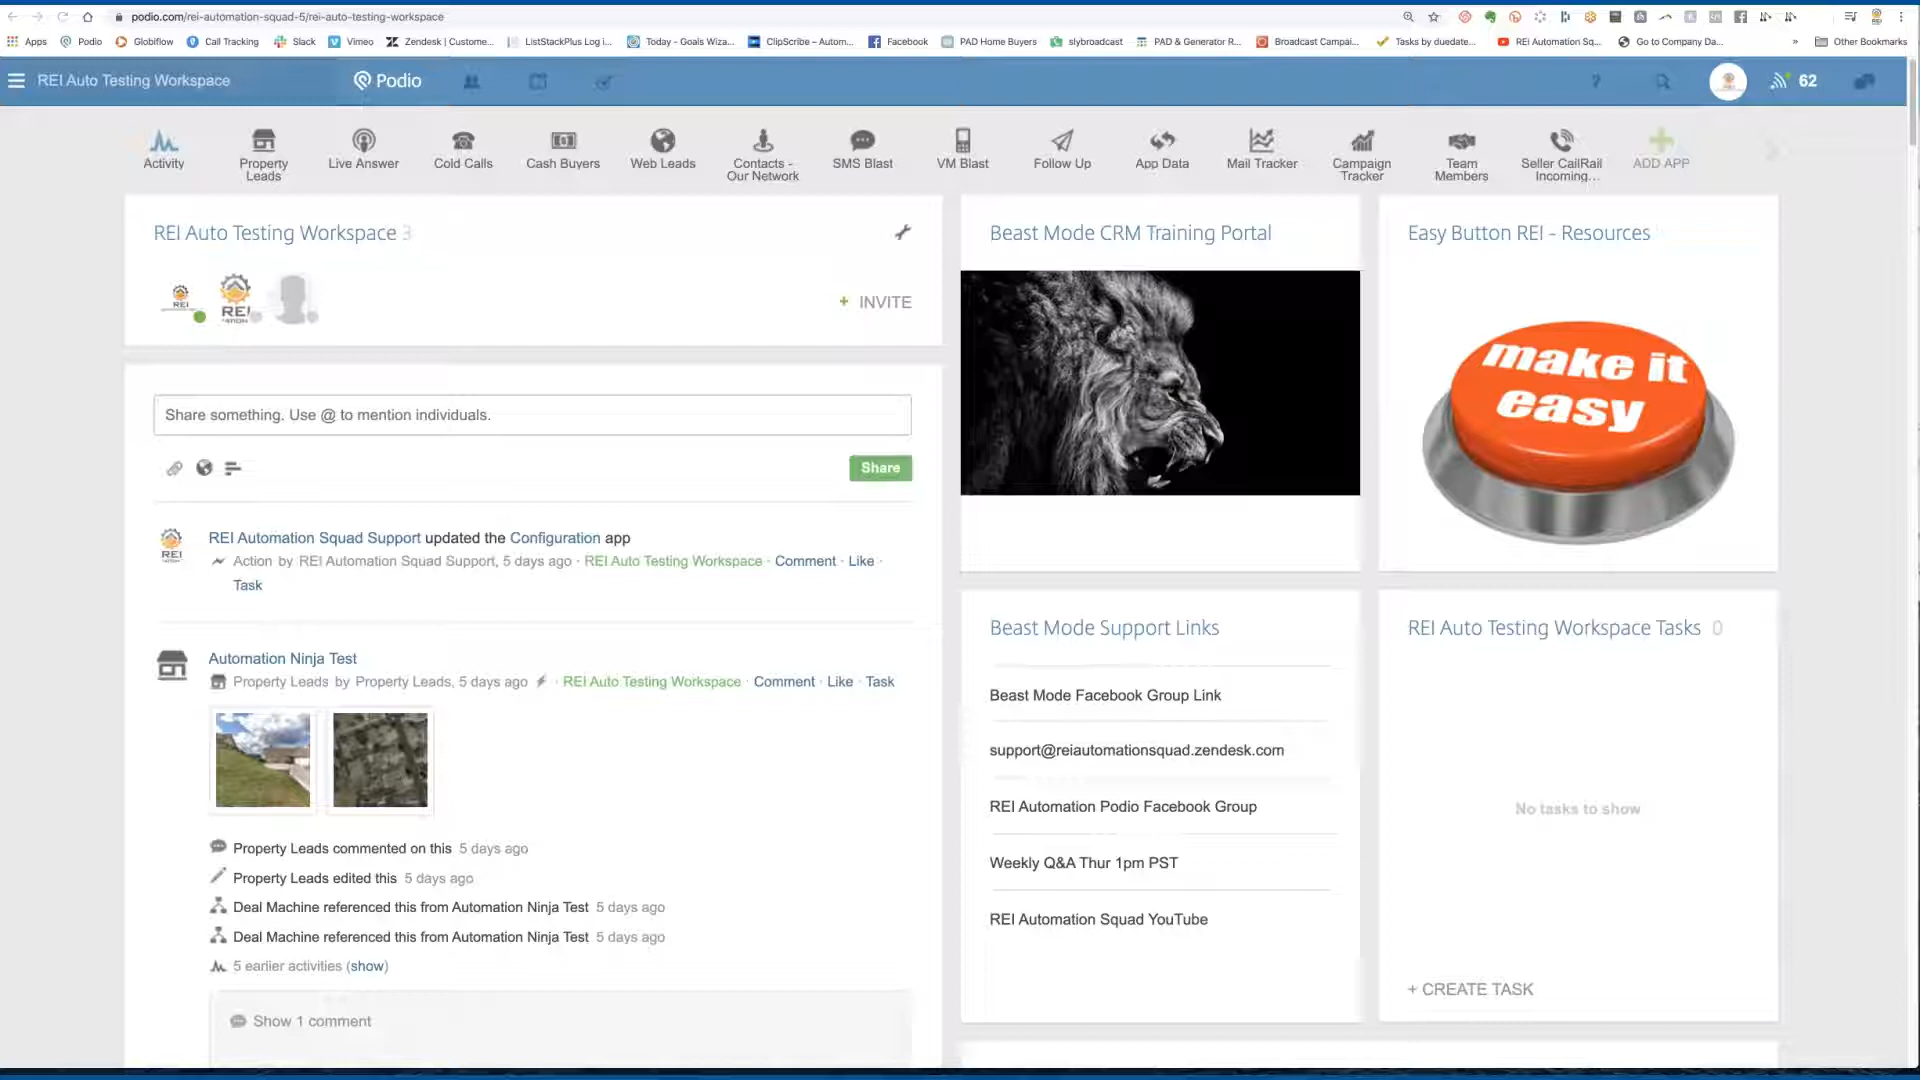 podio.com/rei-automation-squad-5/rei-auto-testing-workspace
Apps Podio Globiflow Call Tracking Slack Vimeo Zendesk | Custome... ListStackPlus Log i... Today - Goals Wiza... ClipScribe – Autom... Facebook PAD Home Buyers slybroadcast PAD & Generator R... Broadcast Campai... Tasks by duedate... REI Automation Sq... Go to Company Da... » Other Bookmarks
REI Auto Testing Workspace Podio ? 62
Activity
Property Leads
Live Answer
Cold Calls
Cash Buyers
Web Leads
Contacts - Our Network
SMS Blast
VM Blast
Follow Up
App Data
Mail Tracker
Campaign Tracker
Team Members
Seller CallRail Incoming...
ADD APP
REI Auto Testing Workspace 3
REI
REI
+ INVITE
Share something. Use @ to mention individuals.
Share
REI
REI Automation Squad Support updated the Configuration app
Action by REI Automation Squad Support, 5 days ago · REI Auto Testing Workspace · Comment · Like ·
Task
Automation Ninja Test
Property Leads by Property Leads, 5 days ago · REI Auto Testing Workspace · Comment · Like · Task
Property Leads commented on this 5 days ago
Property Leads edited this 5 days ago
Deal Machine referenced this from Automation Ninja Test 5 days ago
Deal Machine referenced this from Automation Ninja Test 5 days ago
5 earlier activities (show)
Show 1 comment
Beast Mode CRM Training Portal
Easy Button REI - Resources
make it
easy
Beast Mode Support Links
Beast Mode Facebook Group Link
support@reiautomationsquad.zendesk.com
REI Automation Podio Facebook Group
Weekly Q&A Thur 1pm PST
REI Automation Squad YouTube
REI Auto Testing Workspace Tasks 0
No tasks to show
+ CREATE TASK